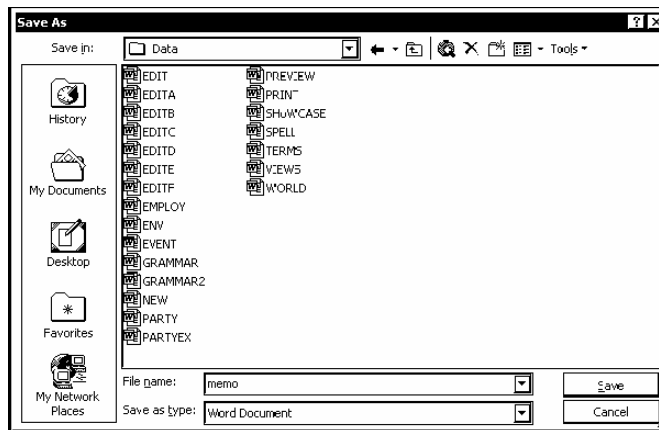 Save As
Save in:
Data
Tools
History
My Documents
Desktop
Favorites
My Network
Places
EDIT
EDITA
EDITB
EDITC
EDITD
EDITE
EDITF
EMPLOY
ENV
EVENT
GRAMMAR
GRAMMAR2
NEW
PARTY
PARTYEX
PREVIEW
PRINT
SHOWCASE
SPELL
TERMS
VIEWS
WORLD
File name:
memo
Save
Save as type:
Word Document
Cancel